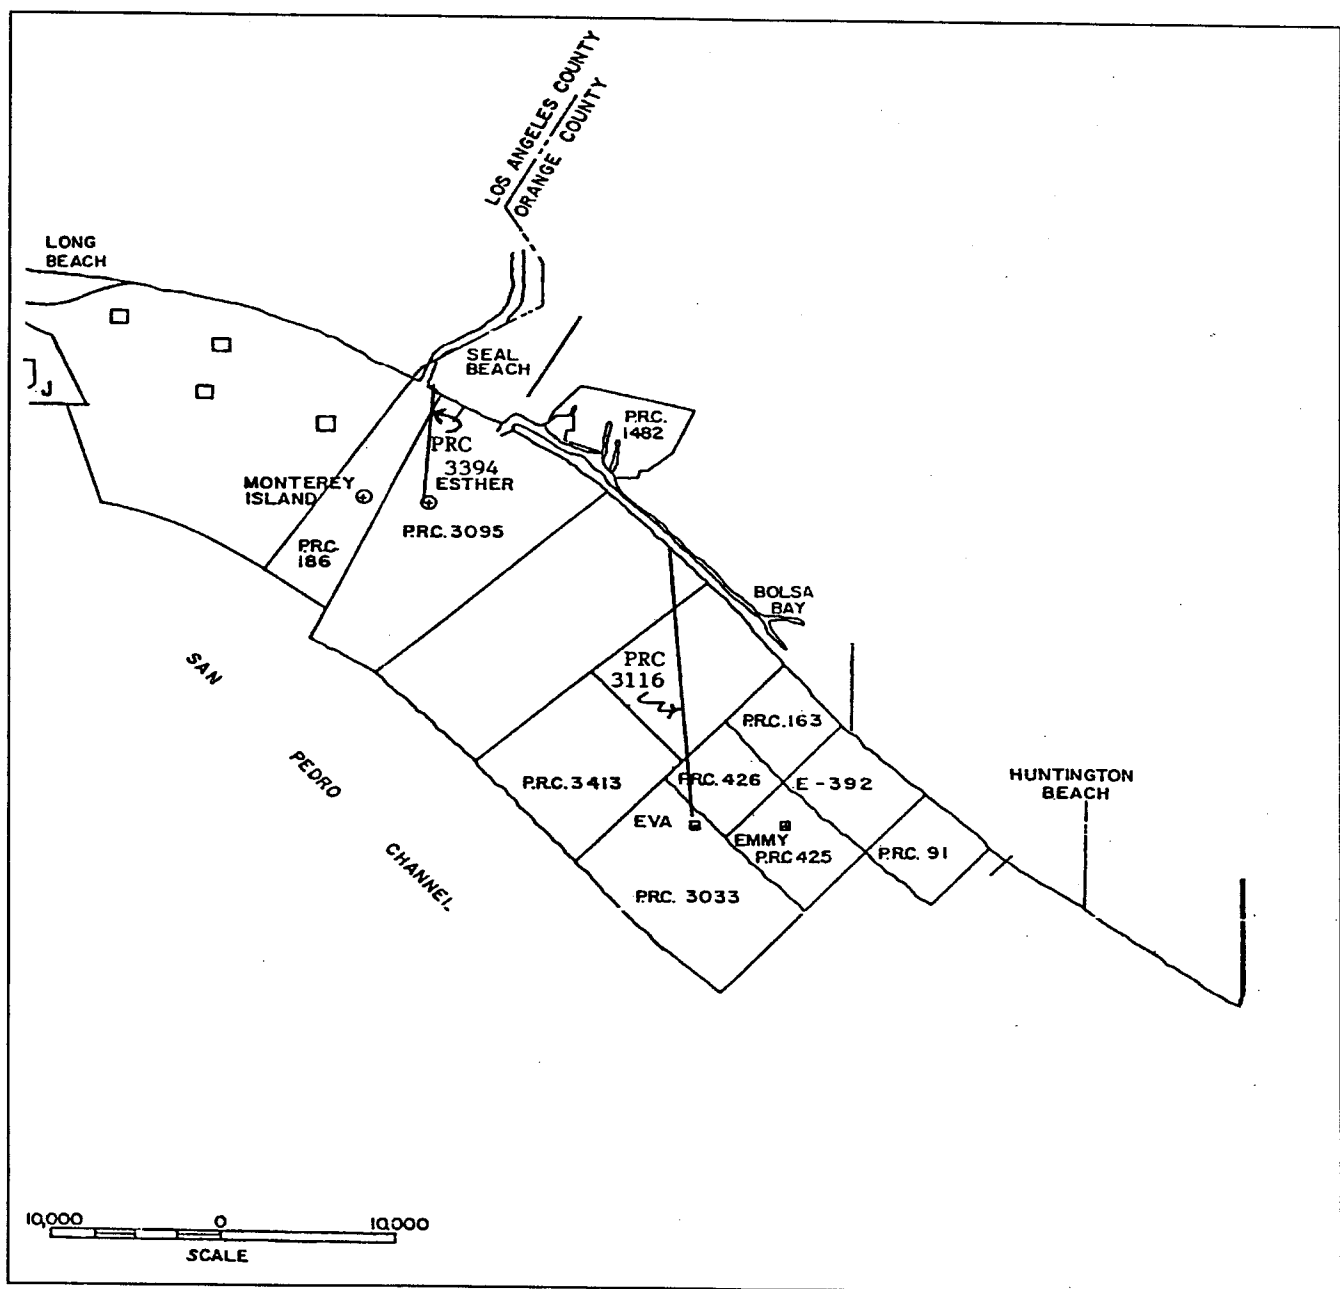 LOS ANGELES COUNTY
ORANGE COUNTY
LONG
BEACH
SEAL
BEACH
J
P.R.C.
1482
PRC
3394
ESTHER
MONTEREY
ISLAND
P.R.C. 3095
P.R.C.
186
BOLSA
BAY
SAN
PEDRO
CHANNEL
PRC
3116
P.R.C. 163
P.R.C. 3413
P.R.C. 426
E-392
HUNTINGTON
BEACH
EVA
EMMY
P.R.C 425
P.R.C. 91
P.R.C. 3033
10,000
0
10,000
SCALE